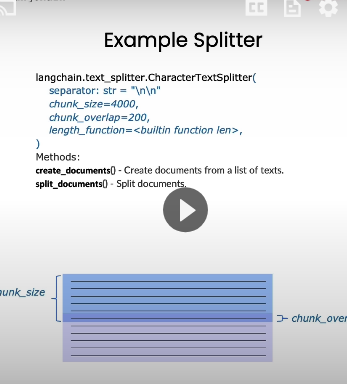 Example Splitter
langchain.text_splitter.CharacterTextSplitter(
separator: str = "\n\n"
chunk_size=4000,
chunk_overlap=200,
length_function=<builtin function len>,
)
Methods:
create_documents() - Create documents from a list of texts.
split_documents() - Split documents.
hunk_size
chunk_over
CC